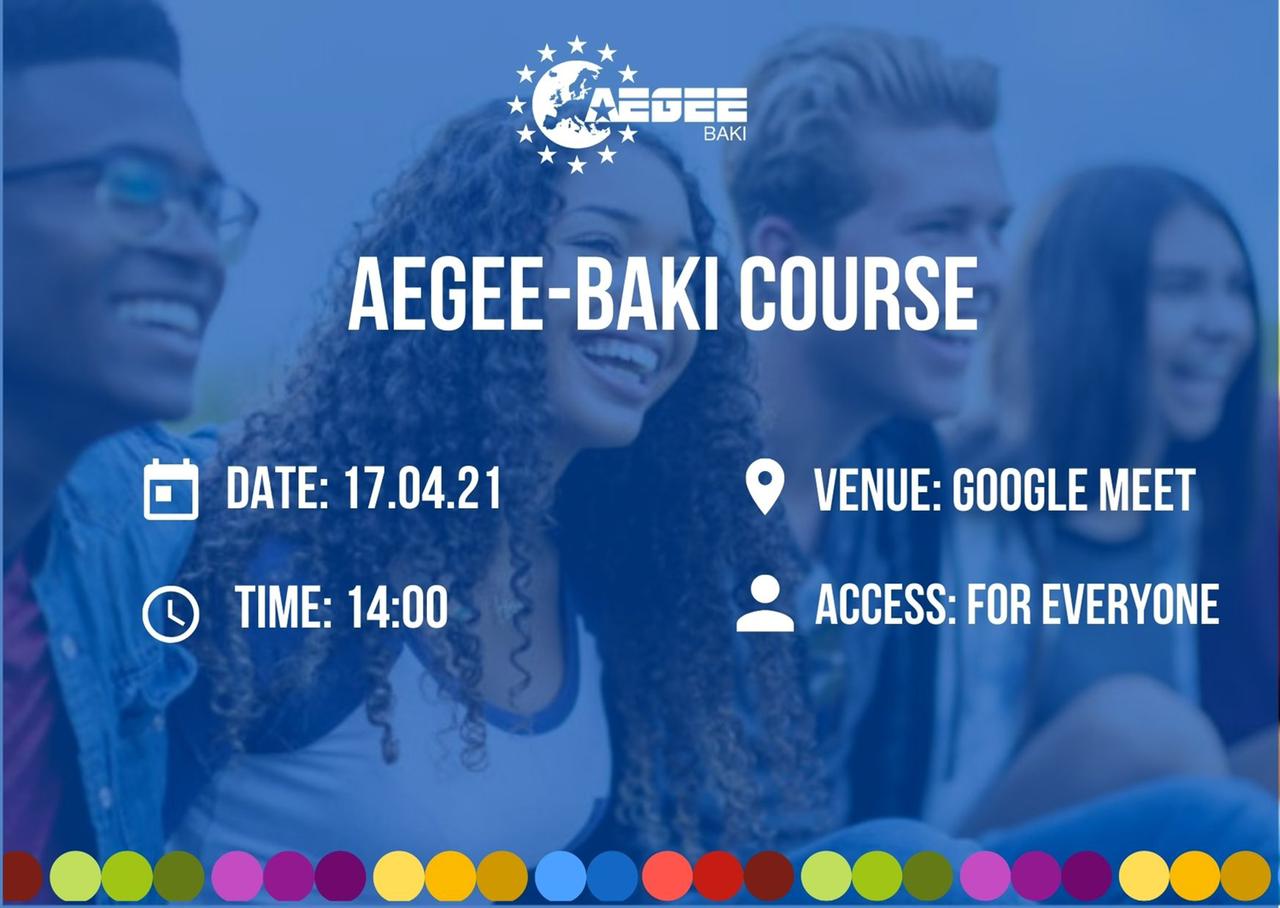 AEGEE
BAKI
AEGEE-BAKI COURSE
DATE: 17.04.21
VENUE: GOOGLE MEET
TIME: 14:00
ACCESS: FOR EVERYONE